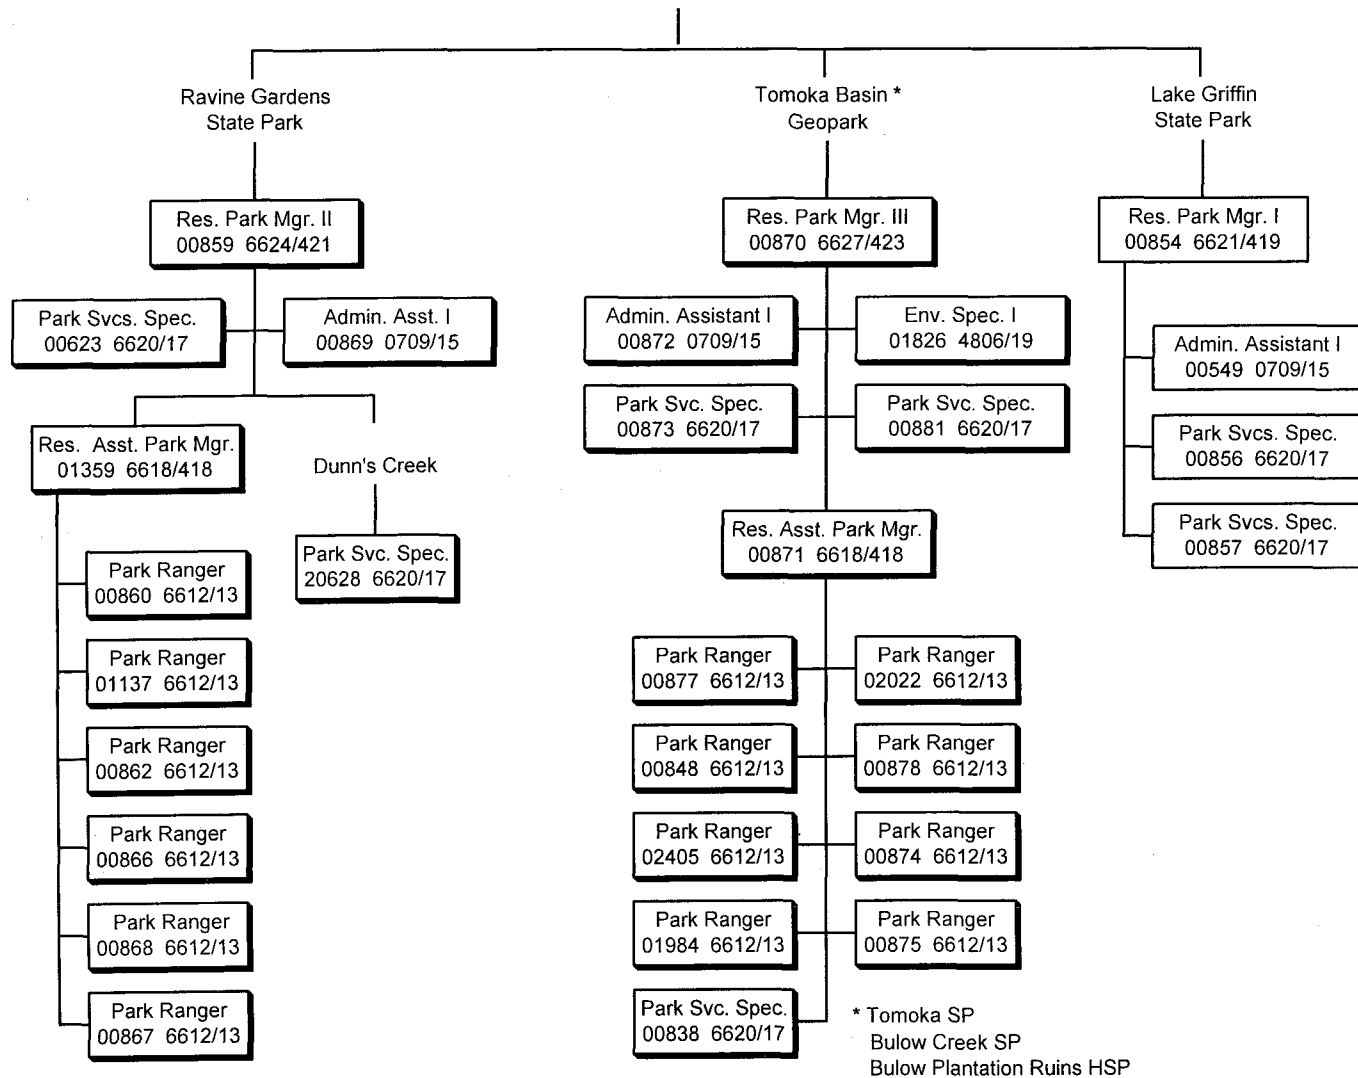 Ravine Gardens
State Park
Res. Park Mgr. II
00859 6624/421
Park Svcs. Spec.
00623 6620/17
Admin. Asst. I
00869 0709/15
Res. Asst. Park Mgr.
01359 6618/418
Dunn's Creek
Park Svc. Spec.
20628 6620/17
Park Ranger
00860 6612/13
Park Ranger
01137 6612/13
Park Ranger
00862 6612/13
Park Ranger
00866 6612/13
Park Ranger
00868 6612/13
Park Ranger
00867 6612/13
Tomoka Basin *
Geopark
Res. Park Mgr. III
00870 6627/423
Admin. Assistant I
00872 0709/15
Env. Spec. I
01826 4806/19
Park Svc. Spec.
00873 6620/17
Park Svc. Spec.
00881 6620/17
Res. Asst. Park Mgr.
00871 6618/418
Park Ranger
00877 6612/13
Park Ranger
02022 6612/13
Park Ranger
00848 6612/13
Park Ranger
00878 6612/13
Park Ranger
02405 6612/13
Park Ranger
00874 6612/13
Park Ranger
01984 6612/13
Park Ranger
00875 6612/13
Park Svc. Spec.
00838 6620/17
* Tomoka SP
Bulow Creek SP
Bulow Plantation Ruins HSP
Lake Griffin
State Park
Res. Park Mgr. I
00854 6621/419
Admin. Assistant I
00549 0709/15
Park Svcs. Spec.
00856 6620/17
Park Svcs. Spec.
00857 6620/17